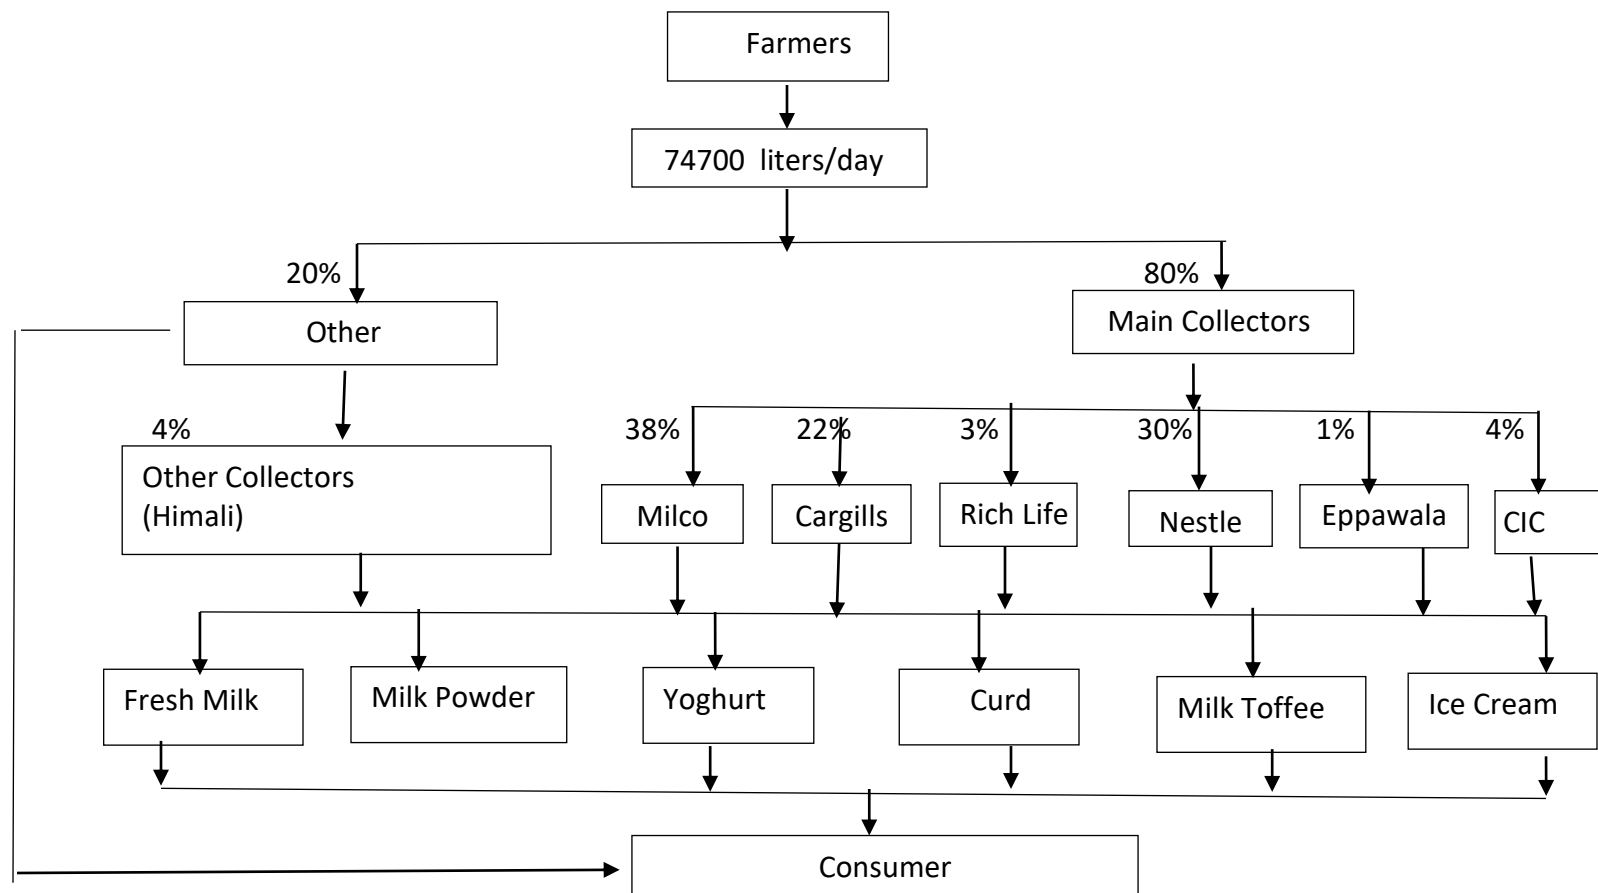 Farmers
74700 liters/day
20%
80%
Other
Main Collectors
4%
38%
22%
3%
30%
1%
4%
Other Collectors
(Himali)
Milco
Cargills
Rich Life
Nestle
Eppawala
CIC
Fresh Milk
Milk Powder
Yoghurt
Curd
Milk Toffee
Ice Cream
Consumer